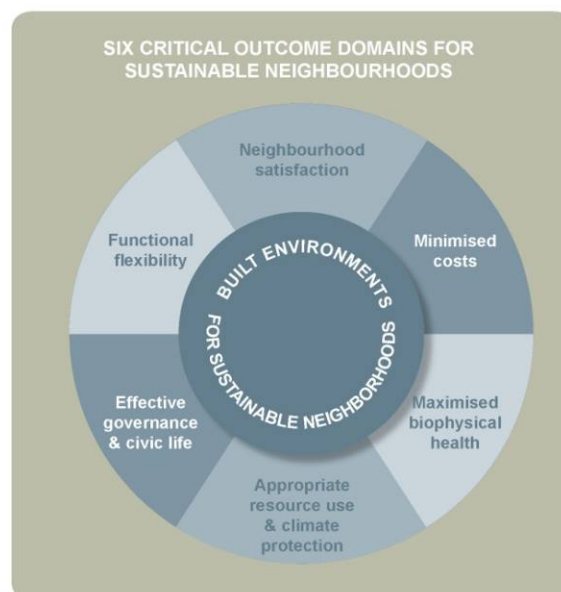 SIX CRITICAL OUTCOME DOMAINS FOR
SUSTAINABLE NEIGHBOURHOODS
Neighbourhood
satisfaction
Functional
flexibility
Minimised
costs
BUILT ENVIRONMENTS
FOR SUSTAINABLE NEIGHBORHOODS
Effective
governance
& civic life
Maximised
biophysical
health
Appropriate
resource use
& climate
protection